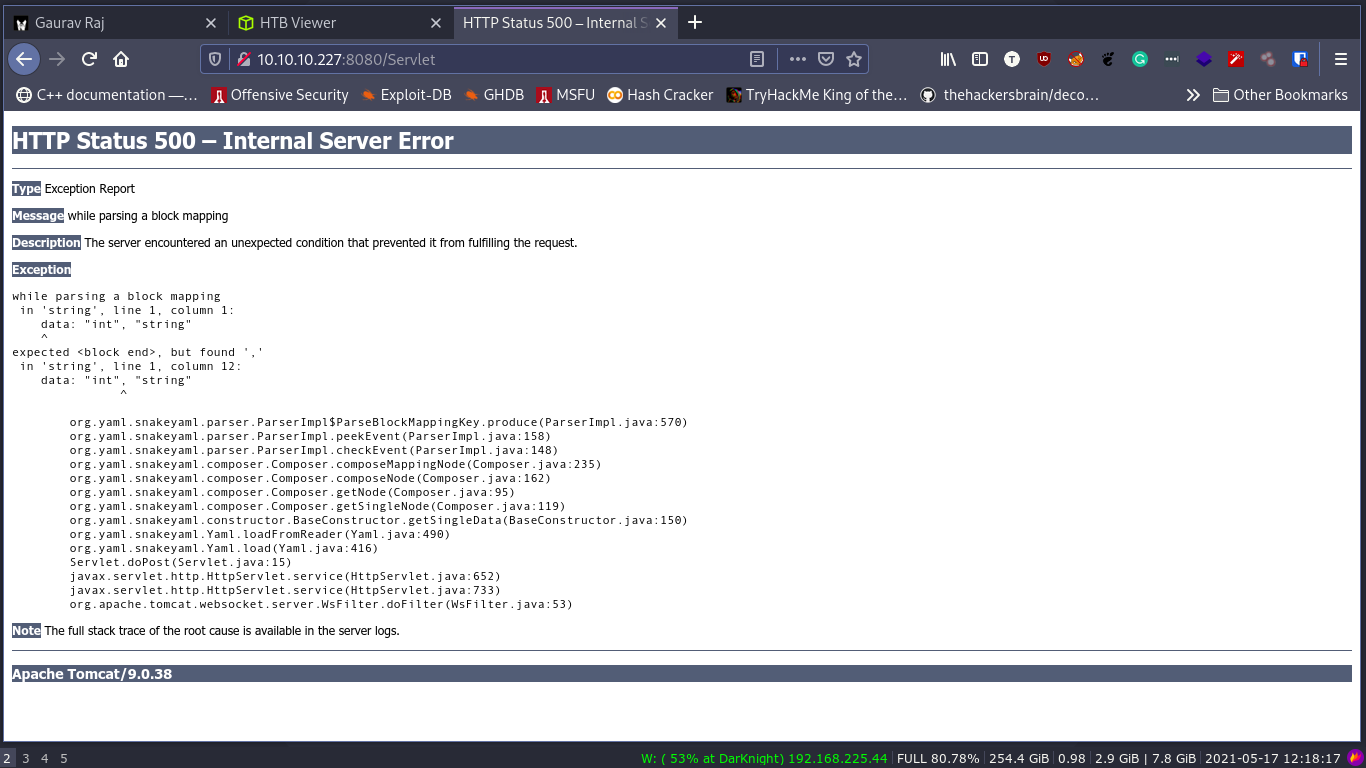 Gaurav Raj
HTB Viewer
HTTP Status 500 – Internal S
10.10.10.227:8080/Servlet
C++ documentation —…
Offensive Security
Exploit-DB
GHDB
MSFU
Hash Cracker
TryHackMe King of the…
thehackersbrain/deco…
Other Bookmarks
HTTP Status 500 – Internal Server Error
Type Exception Report
Message while parsing a block mapping
Description The server encountered an unexpected condition that prevented it from fulfilling the request.
Exception
while parsing a block mapping
in 'string', line 1, column 1:
data: "int", "string"
^
expected <block end>, but found ','
in 'string', line 1, column 12:
data: "int", "string"
^
org.yaml.snakeyaml.parser.ParserImpl$ParseBlockMappingKey.produce(ParserImpl.java:570)
org.yaml.snakeyaml.parser.ParserImpl.peekEvent(ParserImpl.java:158)
org.yaml.snakeyaml.parser.ParserImpl.checkEvent(ParserImpl.java:148)
org.yaml.snakeyaml.composer.Composer.composeMappingNode(Composer.java:235)
org.yaml.snakeyaml.composer.Composer.composeNode(Composer.java:162)
org.yaml.snakeyaml.composer.Composer.getNode(Composer.java:95)
org.yaml.snakeyaml.composer.Composer.getSingleNode(Composer.java:119)
org.yaml.snakeyaml.constructor.BaseConstructor.getSingleData(BaseConstructor.java:150)
org.yaml.snakeyaml.Yaml.loadFromReader(Yaml.java:490)
org.yaml.snakeyaml.Yaml.load(Yaml.java:416)
Servlet.doPost(Servlet.java:15)
javax.servlet.http.HttpServlet.service(HttpServlet.java:652)
javax.servlet.http.HttpServlet.service(HttpServlet.java:733)
org.apache.tomcat.websocket.server.WsFilter.doFilter(WsFilter.java:53)
Note The full stack trace of the root cause is available in the server logs.
Apache Tomcat/9.0.38
2 3 4 5
W: ( 53% at DarKnight) 192.168.225.44 | FULL 80.78% | 254.4 GiB | 0.98 | 2.9 GiB | 7.8 GiB | 2021-05-17 12:18:17